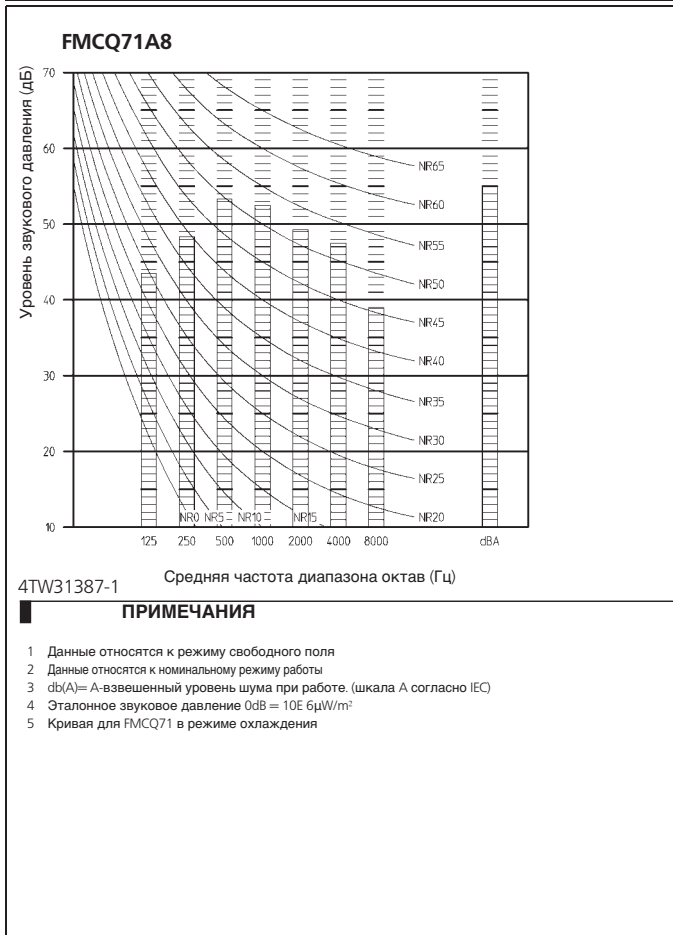 FMCQ71A8
Уровень звукового давления (дБ)
70
60
50
40
30
20
10
NR65
NR60
NR55
NR50
NR45
NR40
NR35
NR30
NR25
NR20
NR0 NR5 NR10 NR15
125 250 500 1000 2000 4000 8000 dBA
Средняя частота диапазона октав (Гц)
4TW31387-1
ПРИМЕЧАНИЯ
1 Данные относятся к режиму свободного поля
2 Данные относятся к номинальному режиму работы
3 db(A)= А-взвешенный уровень шума при работе. (шкала А согласно IEC)
4 Эталонное звуковое давление 0dB = 10E 6µW/m²
5 Кривая для FMCQ71 в режиме охлаждения